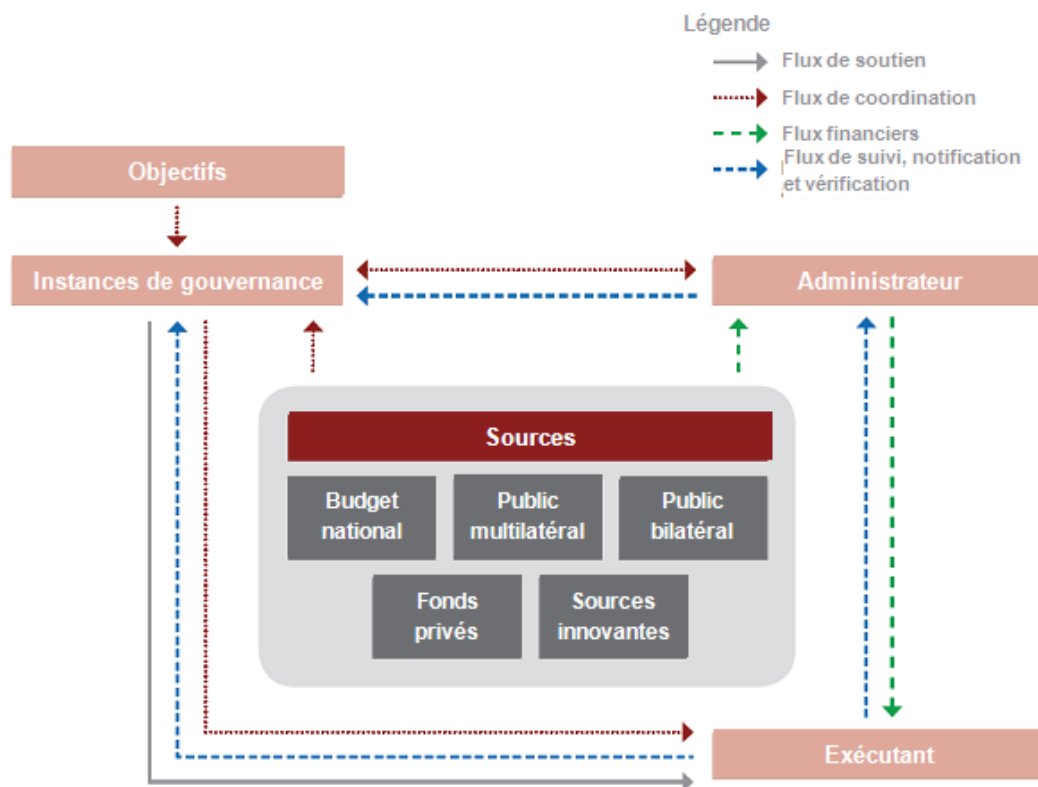 Légende
Flux de soutien
Flux de coordination
Flux financiers
Flux de suivi, notification
et vérification
Objectifs
Instances de gouvernance
Administrateur
Sources
Budget
national
Public
multilatéral
Public
bilatéral
Fonds
privés
Sources
innovantes
Exécutant